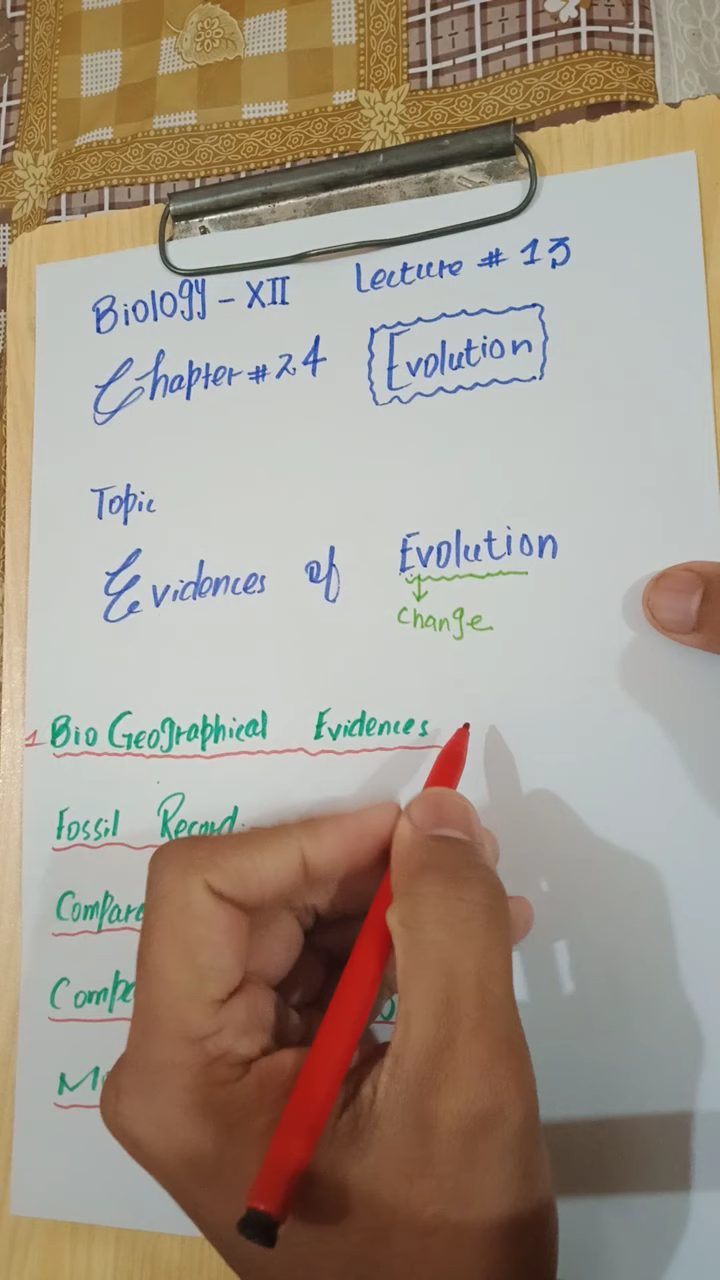 Biology - XII Lecture # 13
Chapter # 24 Evolution
Topic
Evidences of Evolution
Change
1 Bio Geographical Evidences
Fossil Record